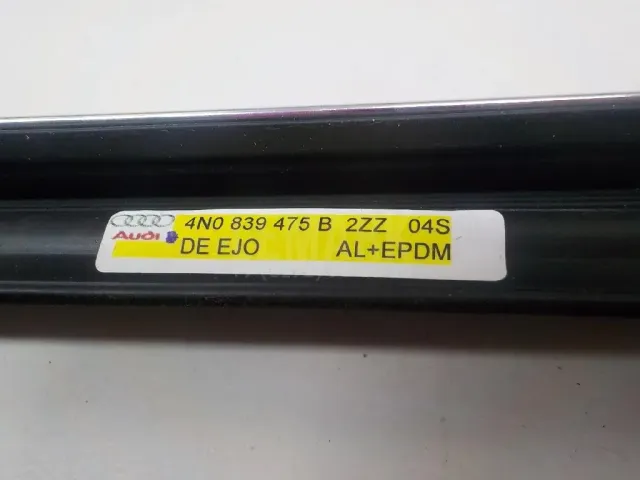 4N0 839 475 B 2ZZ 04S
Audi
DE EJO AL+EPDM